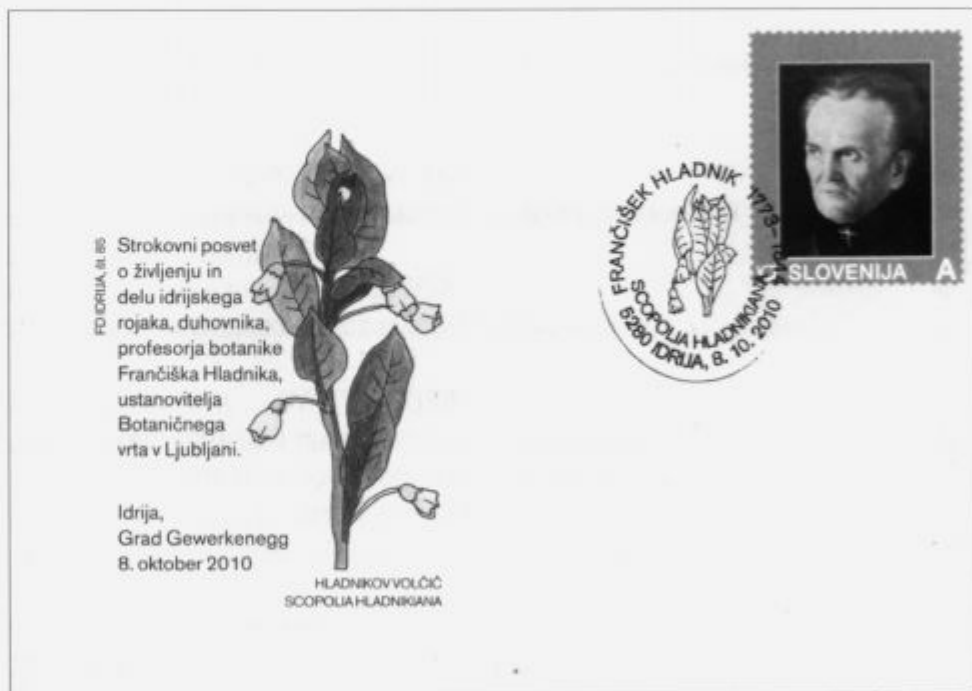 FD IDRIJA, št. 85
Strokovni posvet
o življenju in
delu idrijskega
rojaka, duhovnika,
profesorja botanike
Frančiška Hladnika,
ustanovitelja
Botaničnega
vrta v Ljubljani.
Idrija,
Grad Gewerkenegg
8. oktober 2010
HLADNIKOV VOLČIČ
SCOPOLIA HLADNIKIANA
FRANČIŠEK HLADNIK 1773-
SCOPOLIA HLADNIKIANA
5280 IDRIJA, 8. 10. 2010
SLOVENIJA A